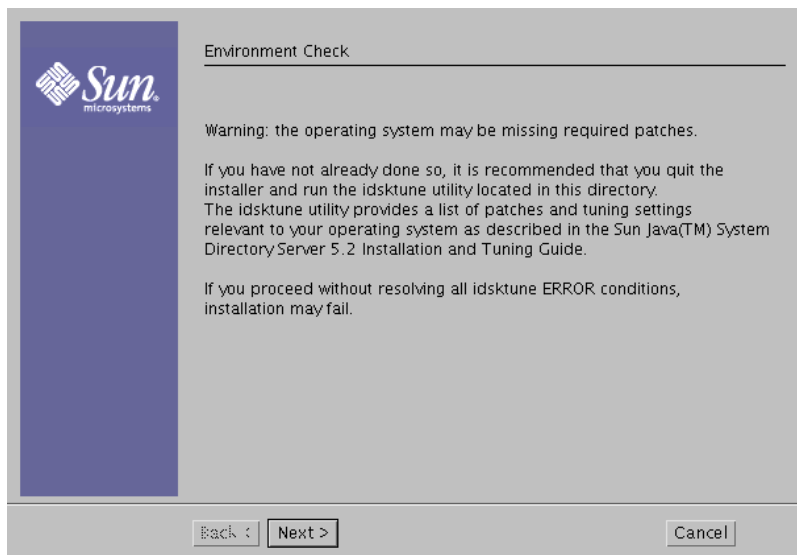 Sun
microsystems
Environment Check
Warning: the operating system may be missing required patches.
If you have not already done so, it is recommended that you quit the
installer and run the idsktune utility located in this directory.
The idsktune utility provides a list of patches and tuning settings
relevant to your operating system as described in the Sun Java(TM) System
Directory Server 5.2 Installation and Tuning Guide.
If you proceed without resolving all idsktune ERROR conditions,
installation may fail.
Back < Next > Cancel